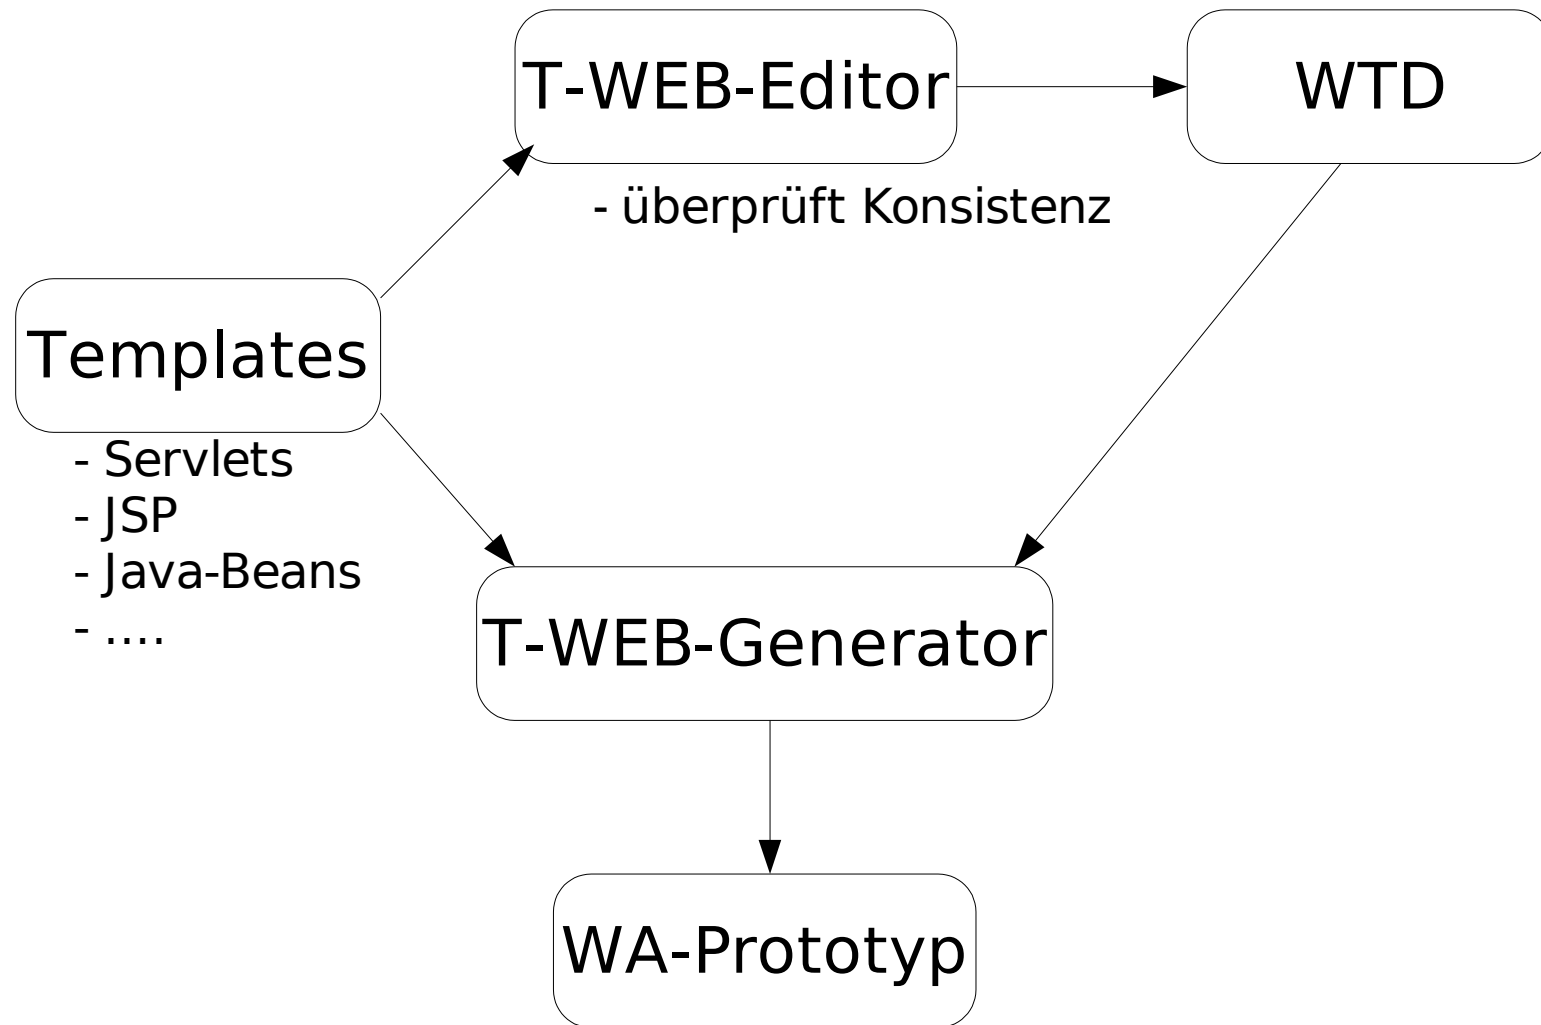 T-WEB-Editor
WTD
- überprüft Konsistenz
Templates
- Servlets
- JSP
- Java-Beans
- ....
T-WEB-Generator
WA-Prototyp